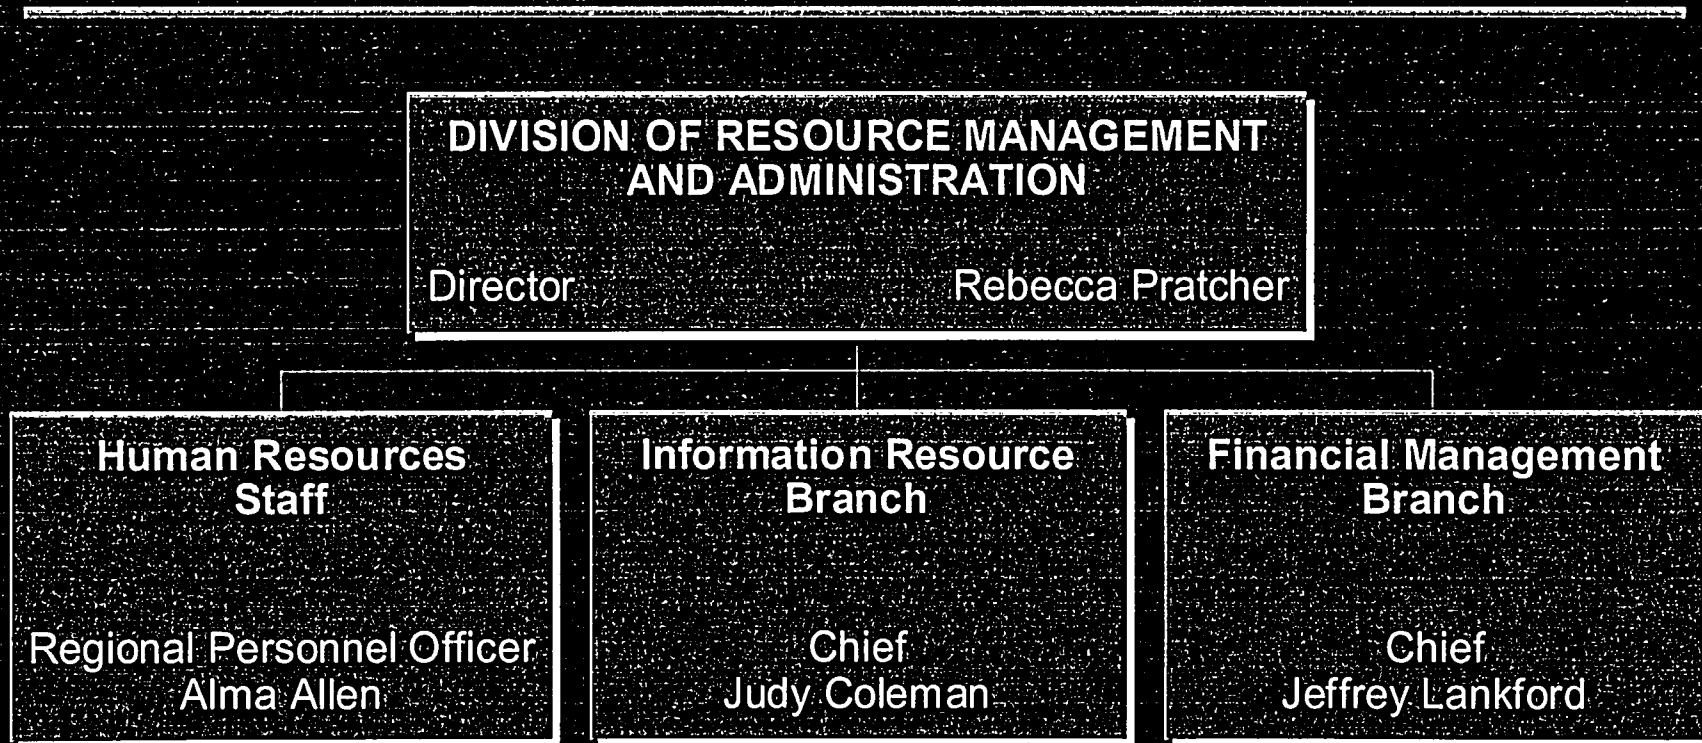 DIVISION OF RESOURCE MANAGEMENT
AND ADMINISTRATION
Director Rebecca Pratcher
Human Resources
Staff
Regional Personnel Officer
Alma Allen
Information Resource
Branch
Chief
Judy Coleman
Financial Management
Branch
Chief
Jeffrey Lankford